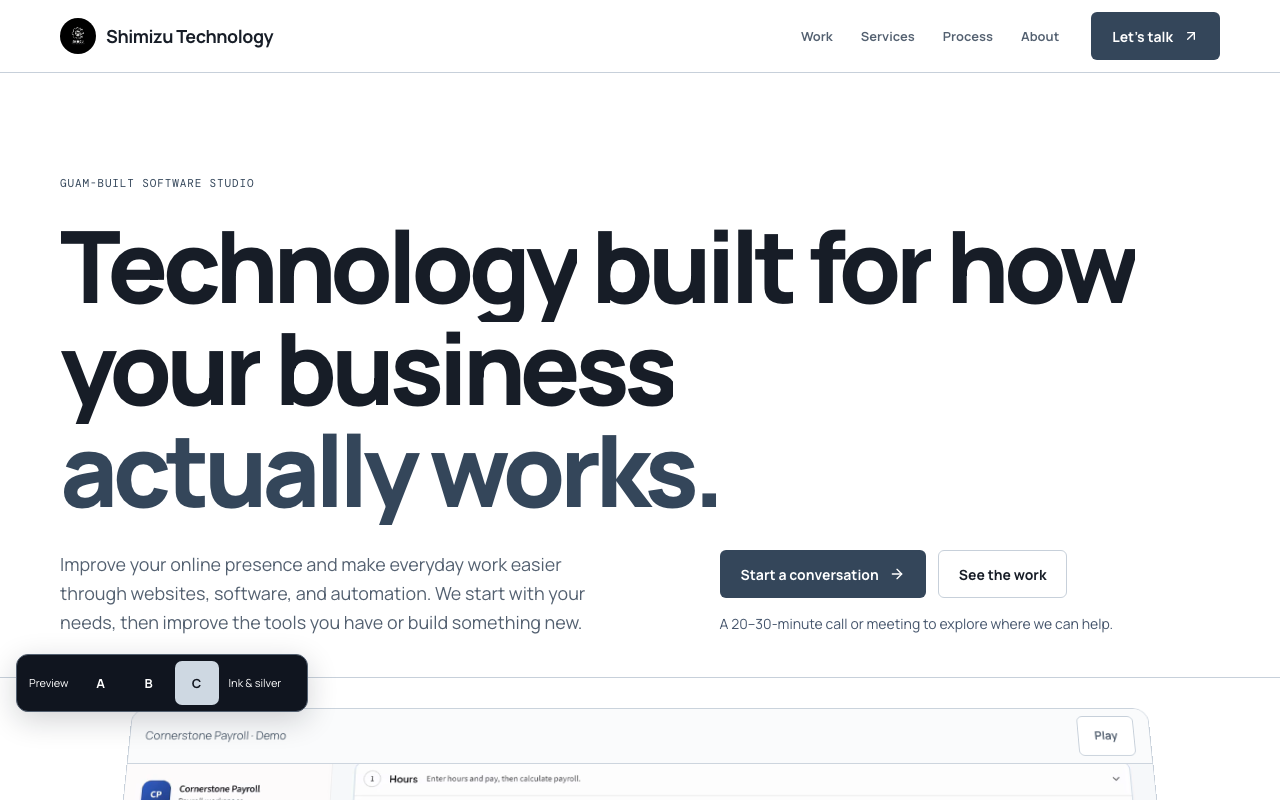 Shimizu Technology
Work
Services
Process
About
Let's talk
GUAM-BUILT SOFTWARE STUDIO
Technology built for how
your business
actually works.
Improve your online presence and make everyday work easier
through websites, software, and automation. We start with your
needs, then improve the tools you have or build something new.
Start a conversation
See the work
A 20–30-minute call or meeting to explore where we can help.
Preview
A
B
C
Ink & silver
Cornerstone Payroll · Demo
Play
CP
Cornerstone Payroll
1
Hours
Enter hours and pay, then calculate payroll.